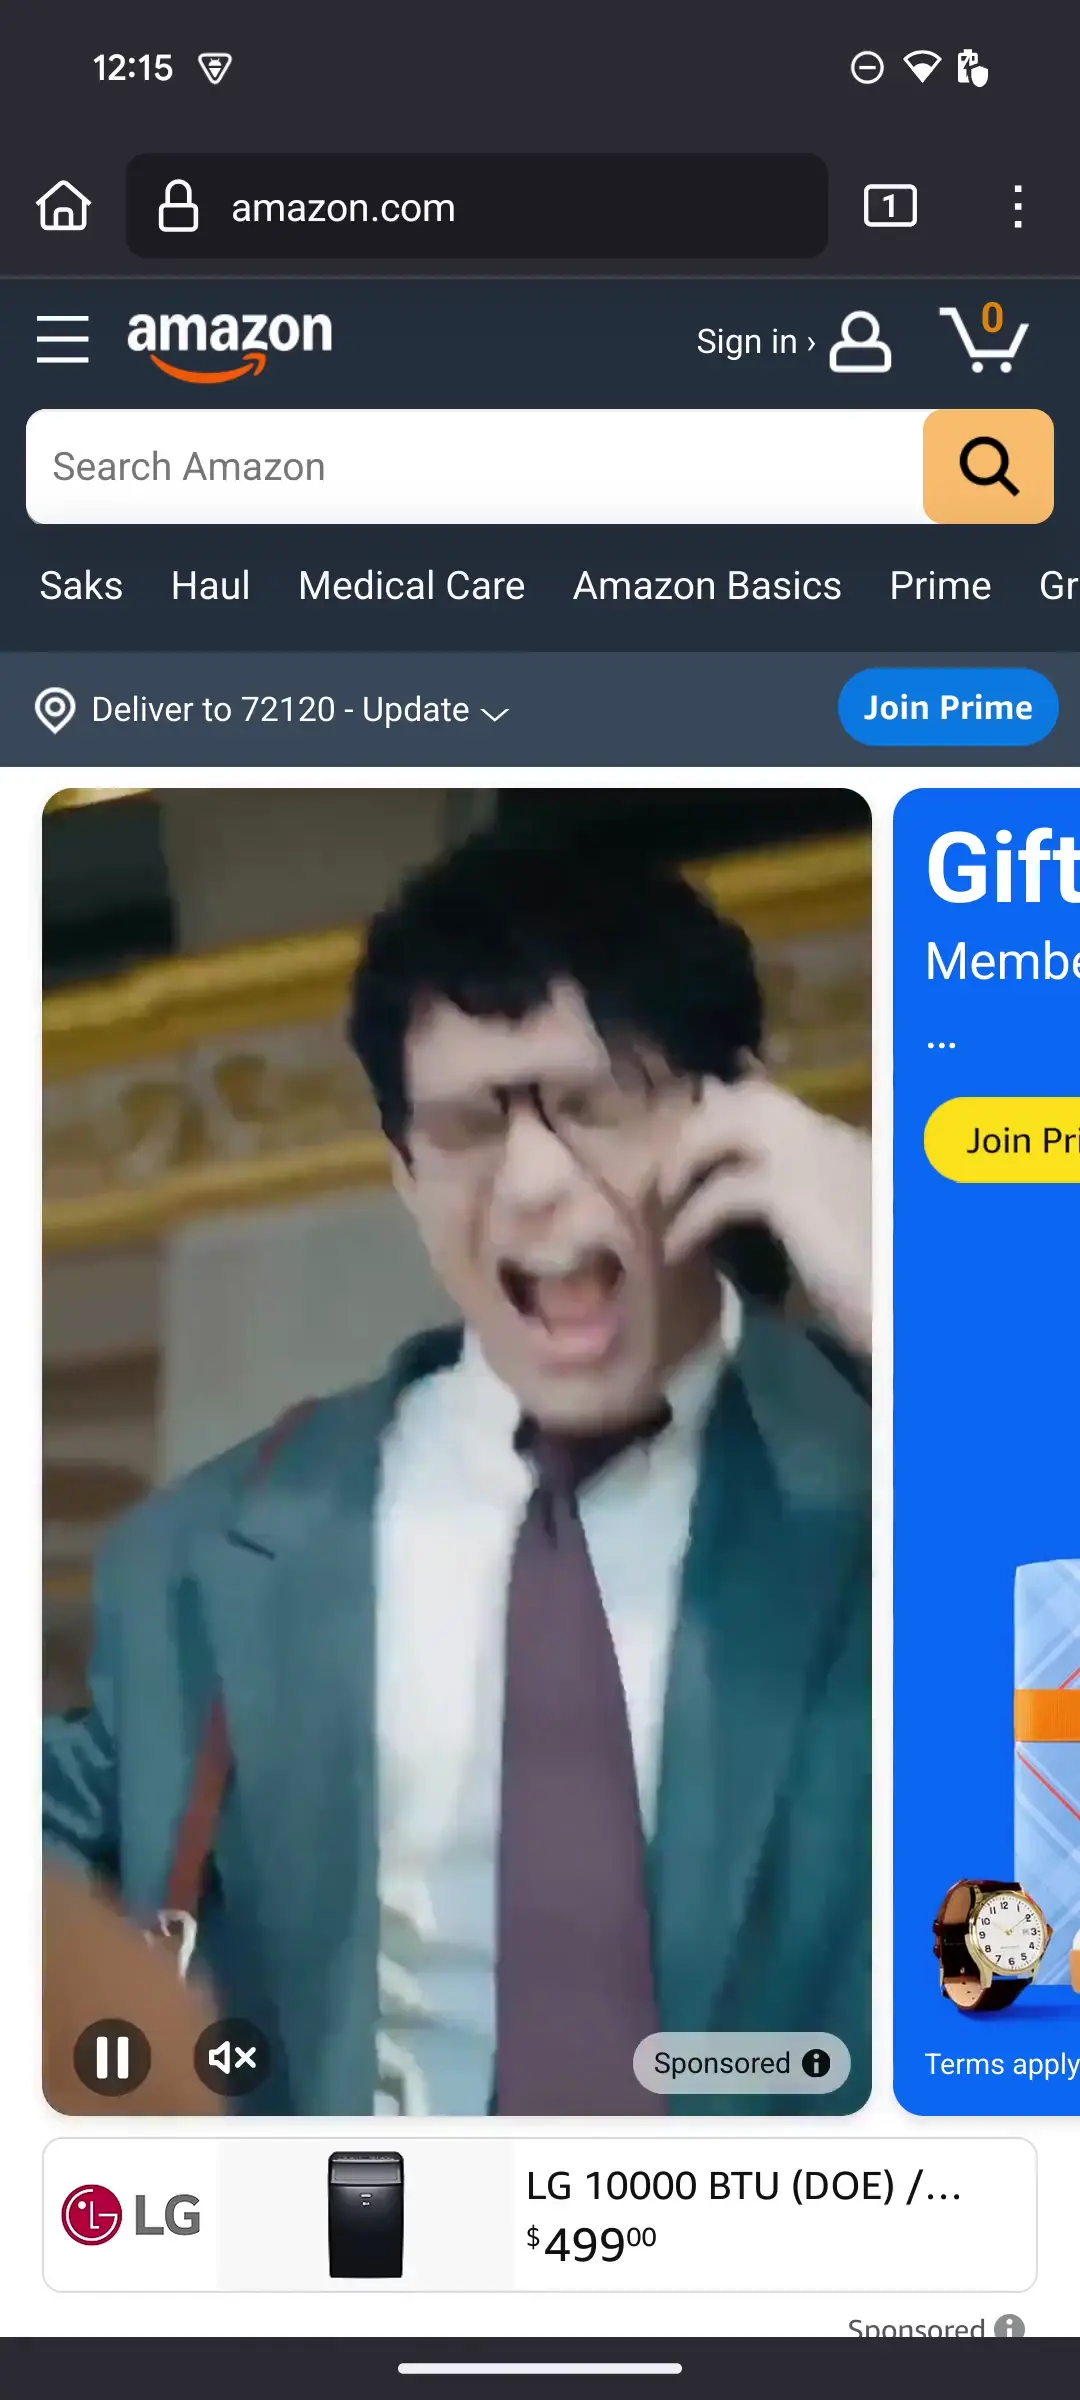 12:15
amazon.com
1
amazon
Sign in ›
0
Search Amazon
Saks Haul Medical Care Amazon Basics Prime Gr
Deliver to 72120 - Update
Join Prime
Gift
Membe
...
Join Pri
Terms apply
Sponsored
LG
LG 10000 BTU (DOE) /...
$49900
Sponsored